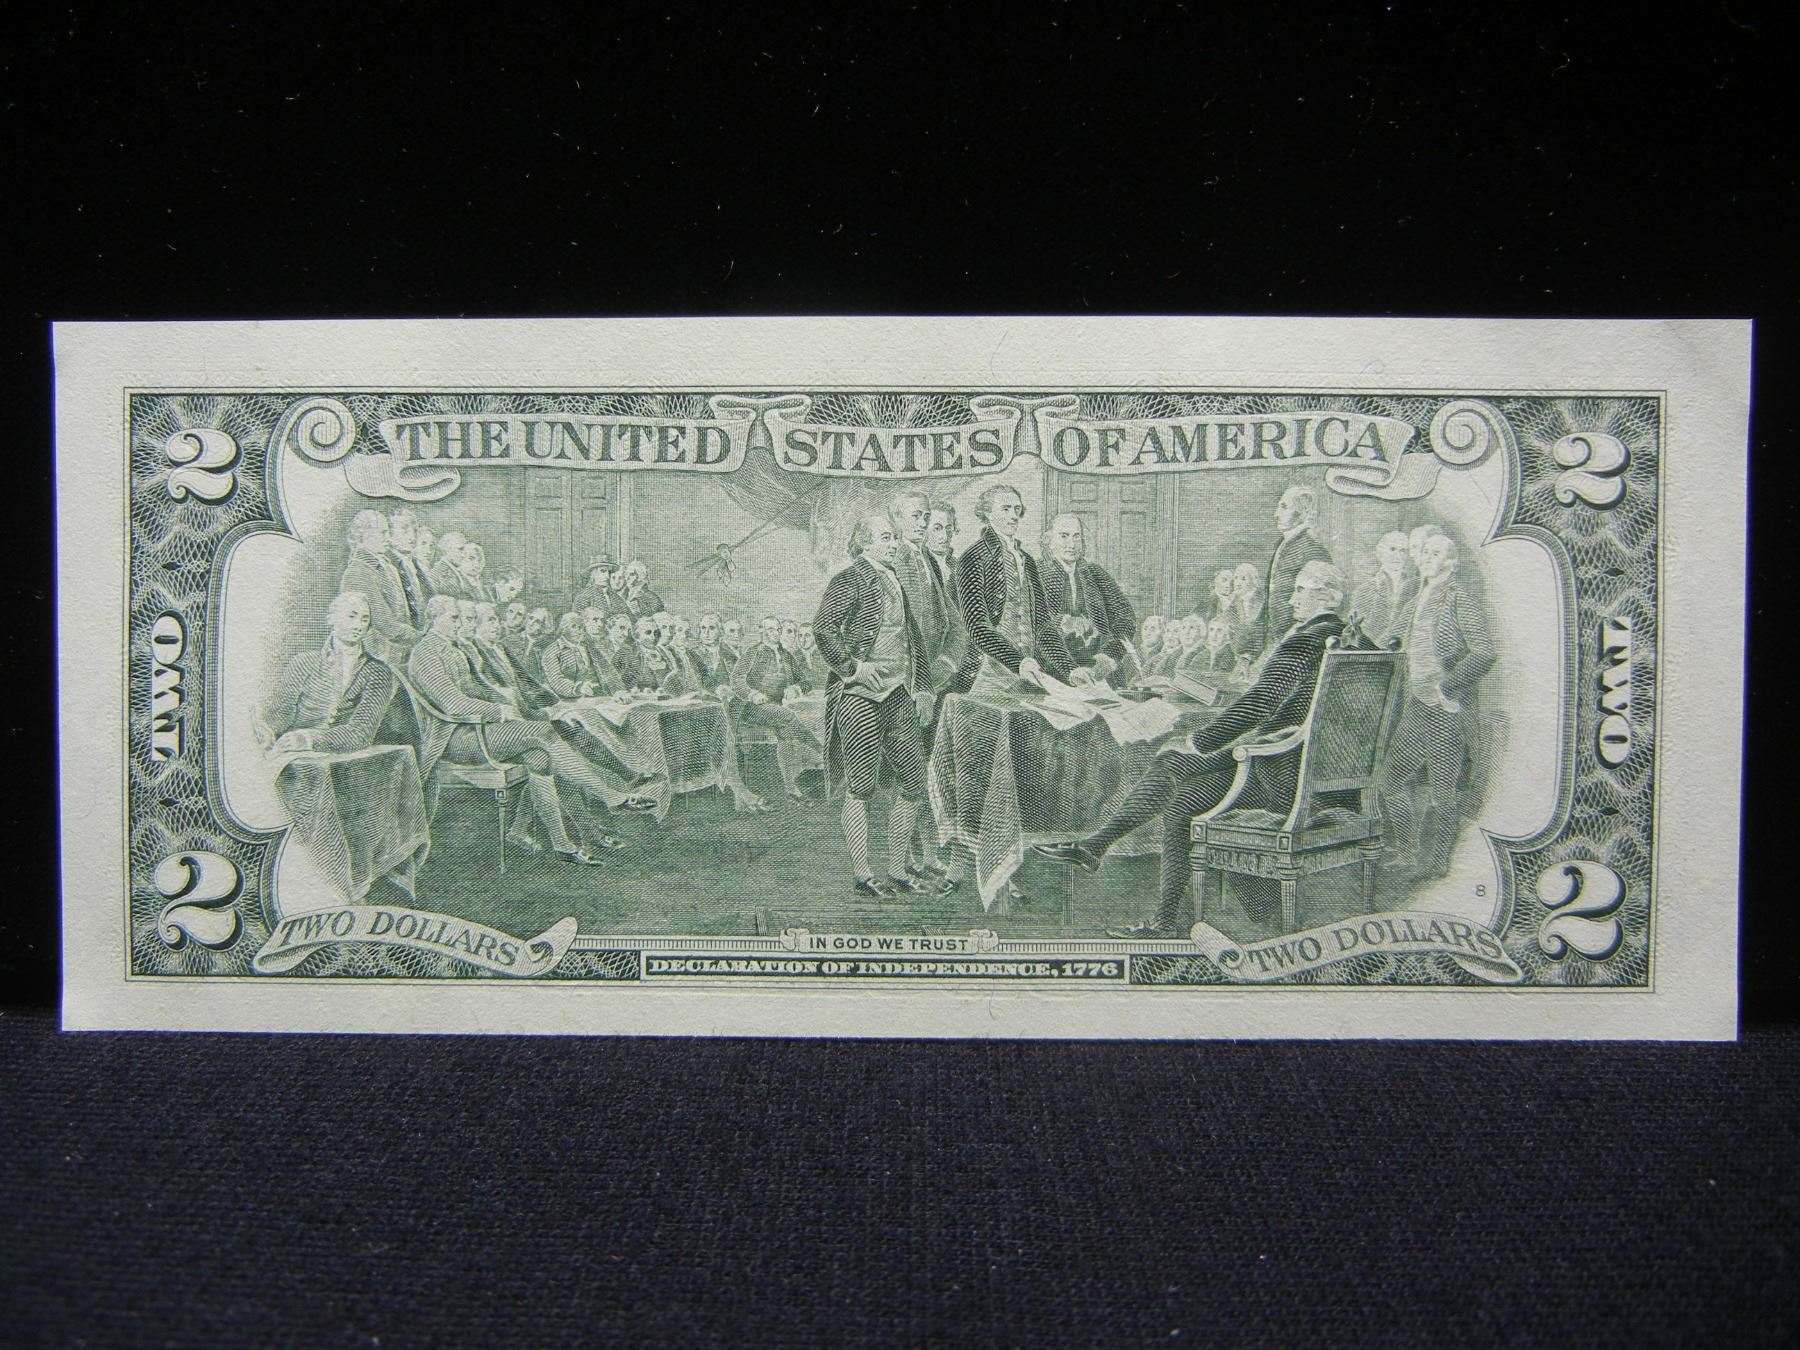 THE UNITED STATES OF AMERICA
2 2
TWO TWO
8
2 2
TWO DOLLARS TWO DOLLARS
IN GOD WE TRUST
DECLARATION OF INDEPENDENCE, 1776